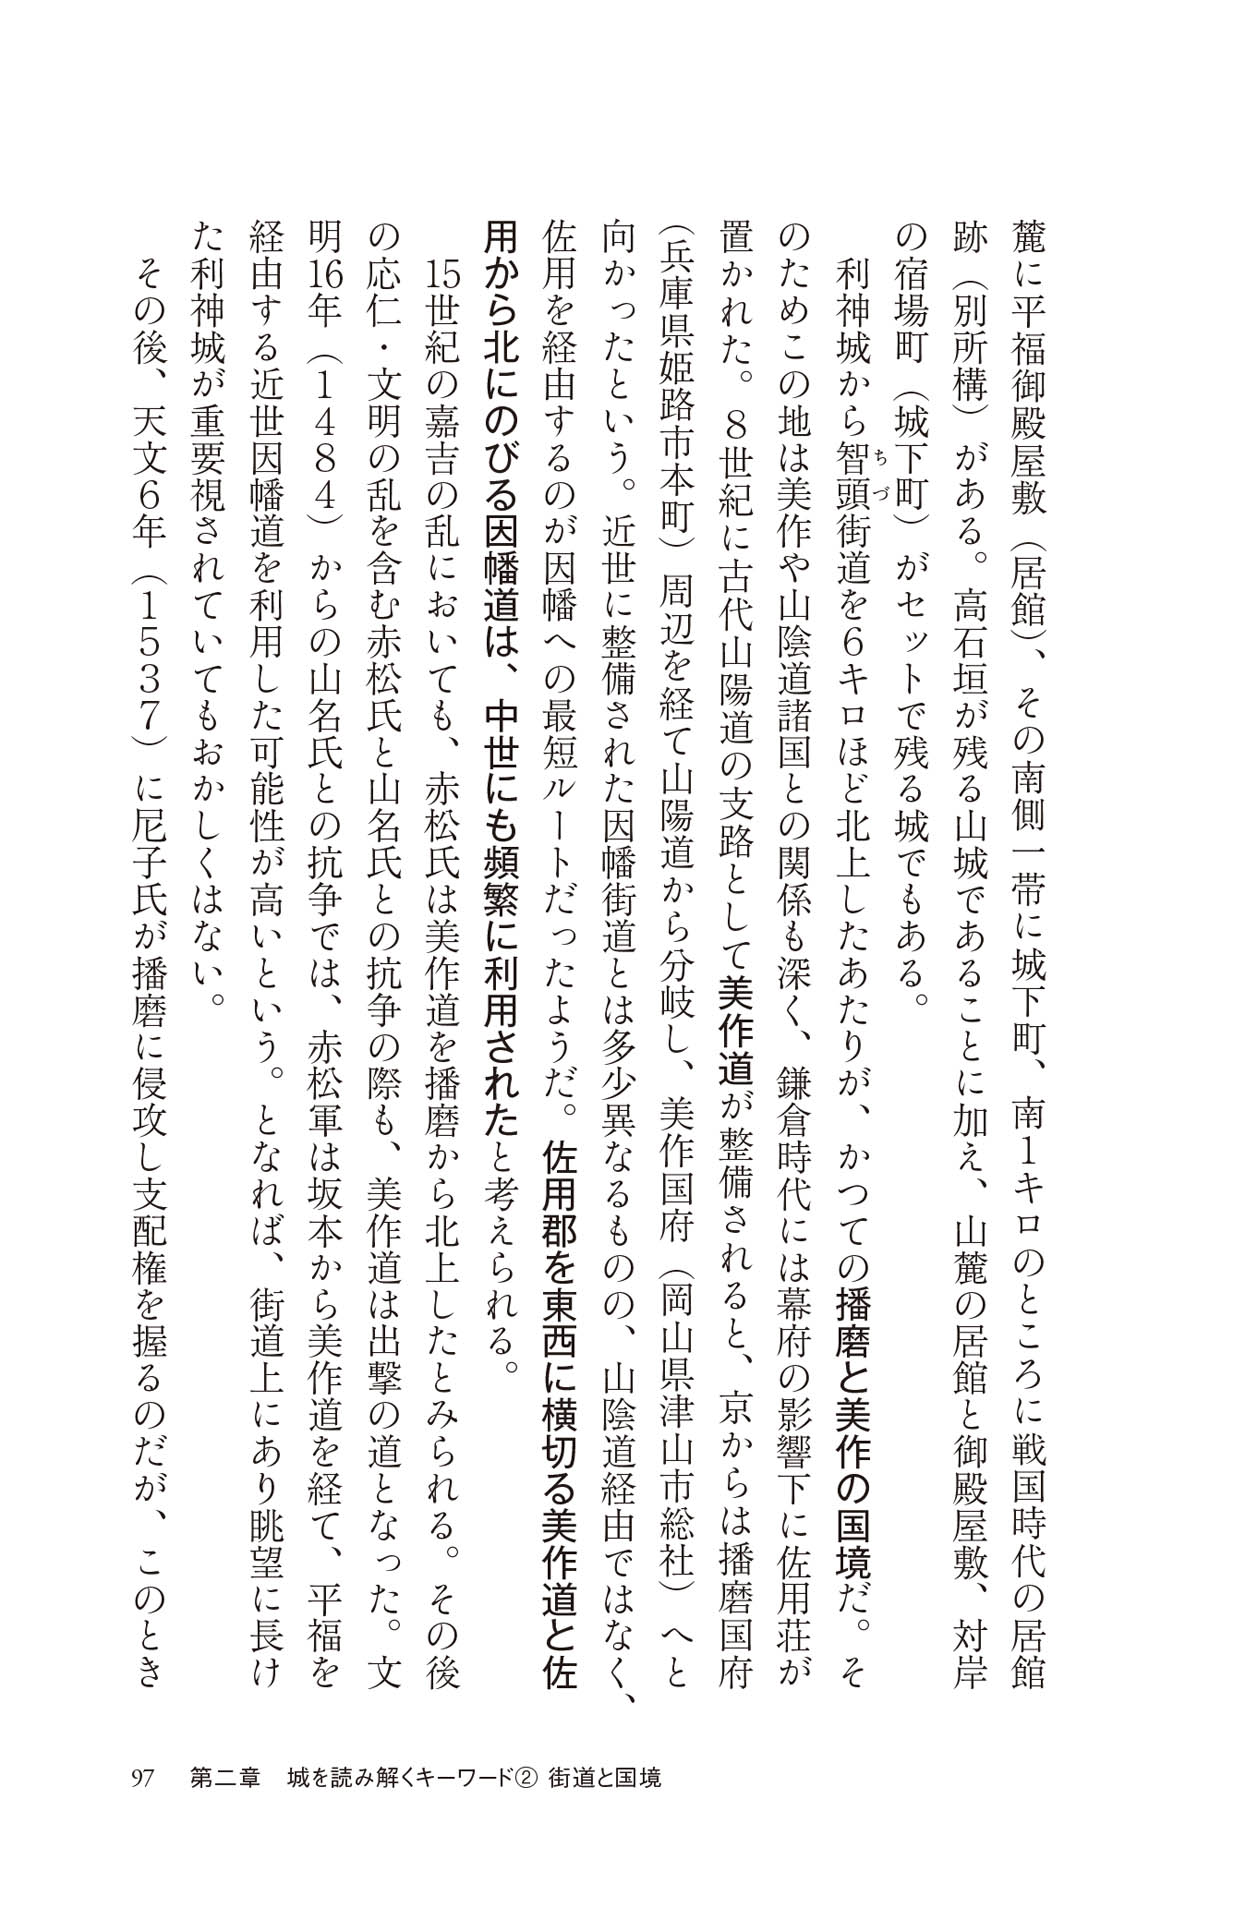 麓に平福御殿屋敷（居館）、その南側一帯に城下町、南１キロのところに戦国時代の居館
跡（別所構）がある。高石垣が残る山城であることに加え、山麓の居館と御殿屋敷、対岸
の宿場町（城下町）がセットで残る城でもある。
　利神城から智頭街道を６キロほど北上したあたりが、かつての播磨と美作の国境だ。そ
ちづ
のためこの地は美作や山陰道諸国との関係も深く、鎌倉時代には幕府の影響下に佐用荘が
置かれた。８世紀に古代山陽道の支路として美作道が整備されると、京からは播磨国府
（兵庫県姫路市本町）周辺を経て山陽道から分岐し、美作国府（岡山県津山市総社）へと
向かったという。近世に整備された因幡街道とは多少異なるものの、山陰道経由ではなく、
佐用を経由するのが因幡への最短ルートだったようだ。佐用郡を東西に横切る美作道と佐
用から北にのびる因幡道は、中世にも頻繁に利用されたと考えられる。
　15世紀の嘉吉の乱においても、赤松氏は美作道を播磨から北上したとみられる。その後
の応仁・文明の乱を含む赤松氏と山名氏との抗争の際も、美作道は出撃の道となった。文
明16年（１４８４）からの山名氏との抗争では、赤松軍は坂本から美作道を経て、平福を
経由する近世因幡道を利用した可能性が高いという。となれば、街道上にあり眺望に長け
た利神城が重要視されていてもおかしくはない。
　その後、天文６年（１５３７）に尼子氏が播磨に侵攻し支配権を握るのだが、このとき
97　第二章　城を読み解くキーワード② 街道と国境